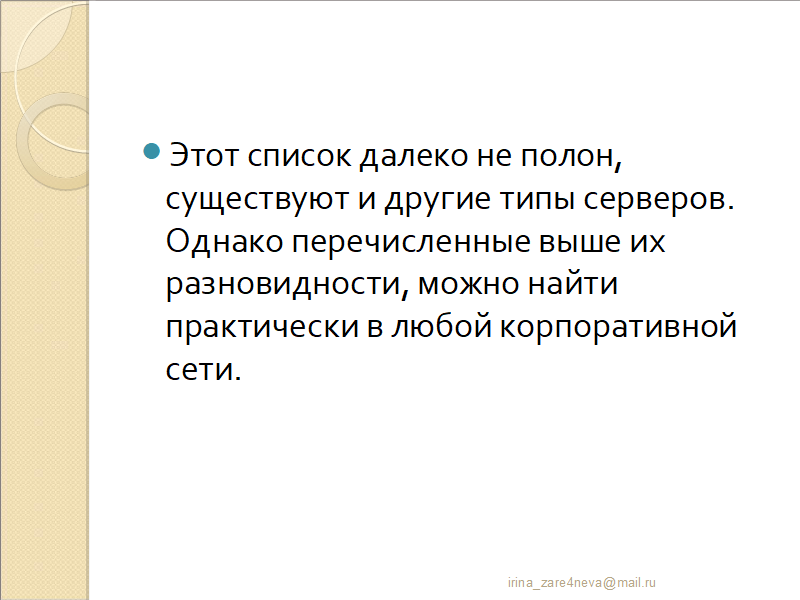 Этот список далеко не полон,
существуют и другие типы серверов.
Однако перечисленные выше их
разновидности, можно найти
практически в любой корпоративной
сети.
irina_zare4neva@mail.ru